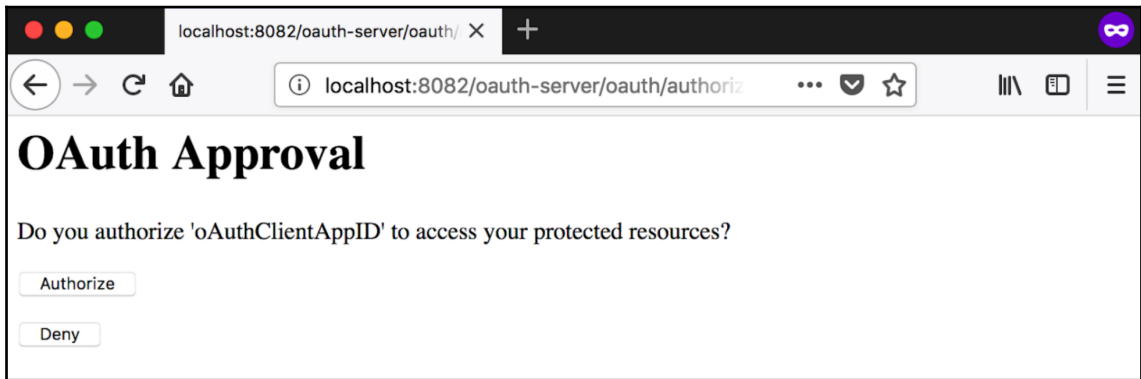 localhost:8082/oauth-server/oauth/
localhost:8082/oauth-server/oauth/authoriz
OAuth Approval
Do you authorize 'oAuthClientAppID' to access your protected resources?
Authorize
Deny